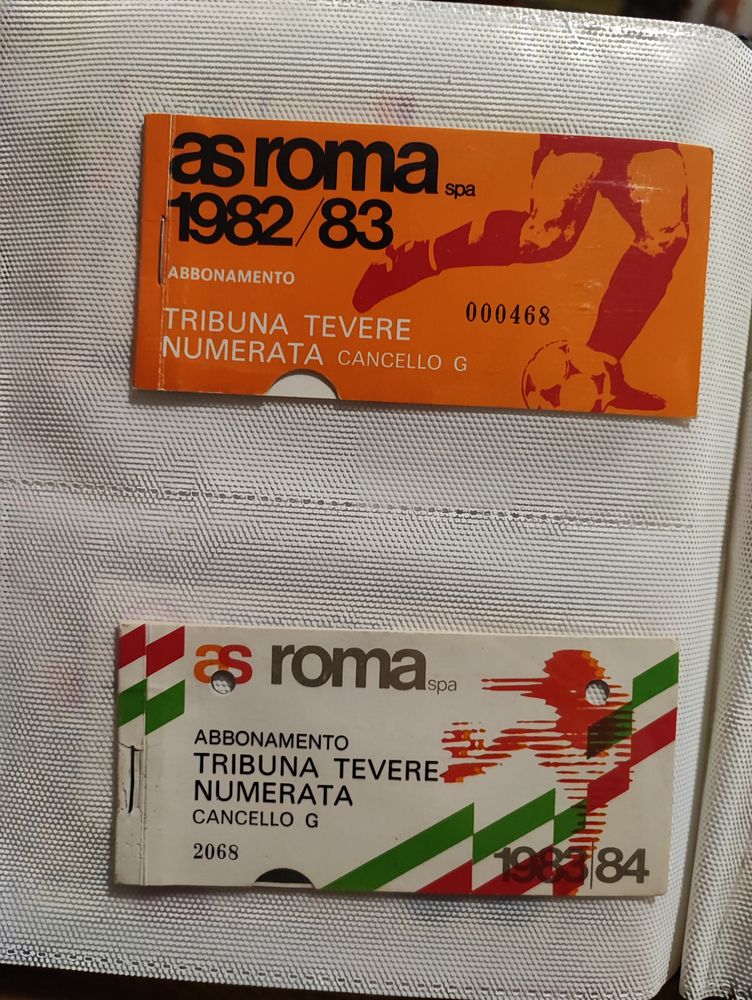 as roma spa
1982/83
ABBONAMENTO
000468
TRIBUNA TEVERE
NUMERATA CANCELLO G
as roma spa
ABBONAMENTO
TRIBUNA TEVERE
NUMERATA
CANCELLO G
2068
1983/84